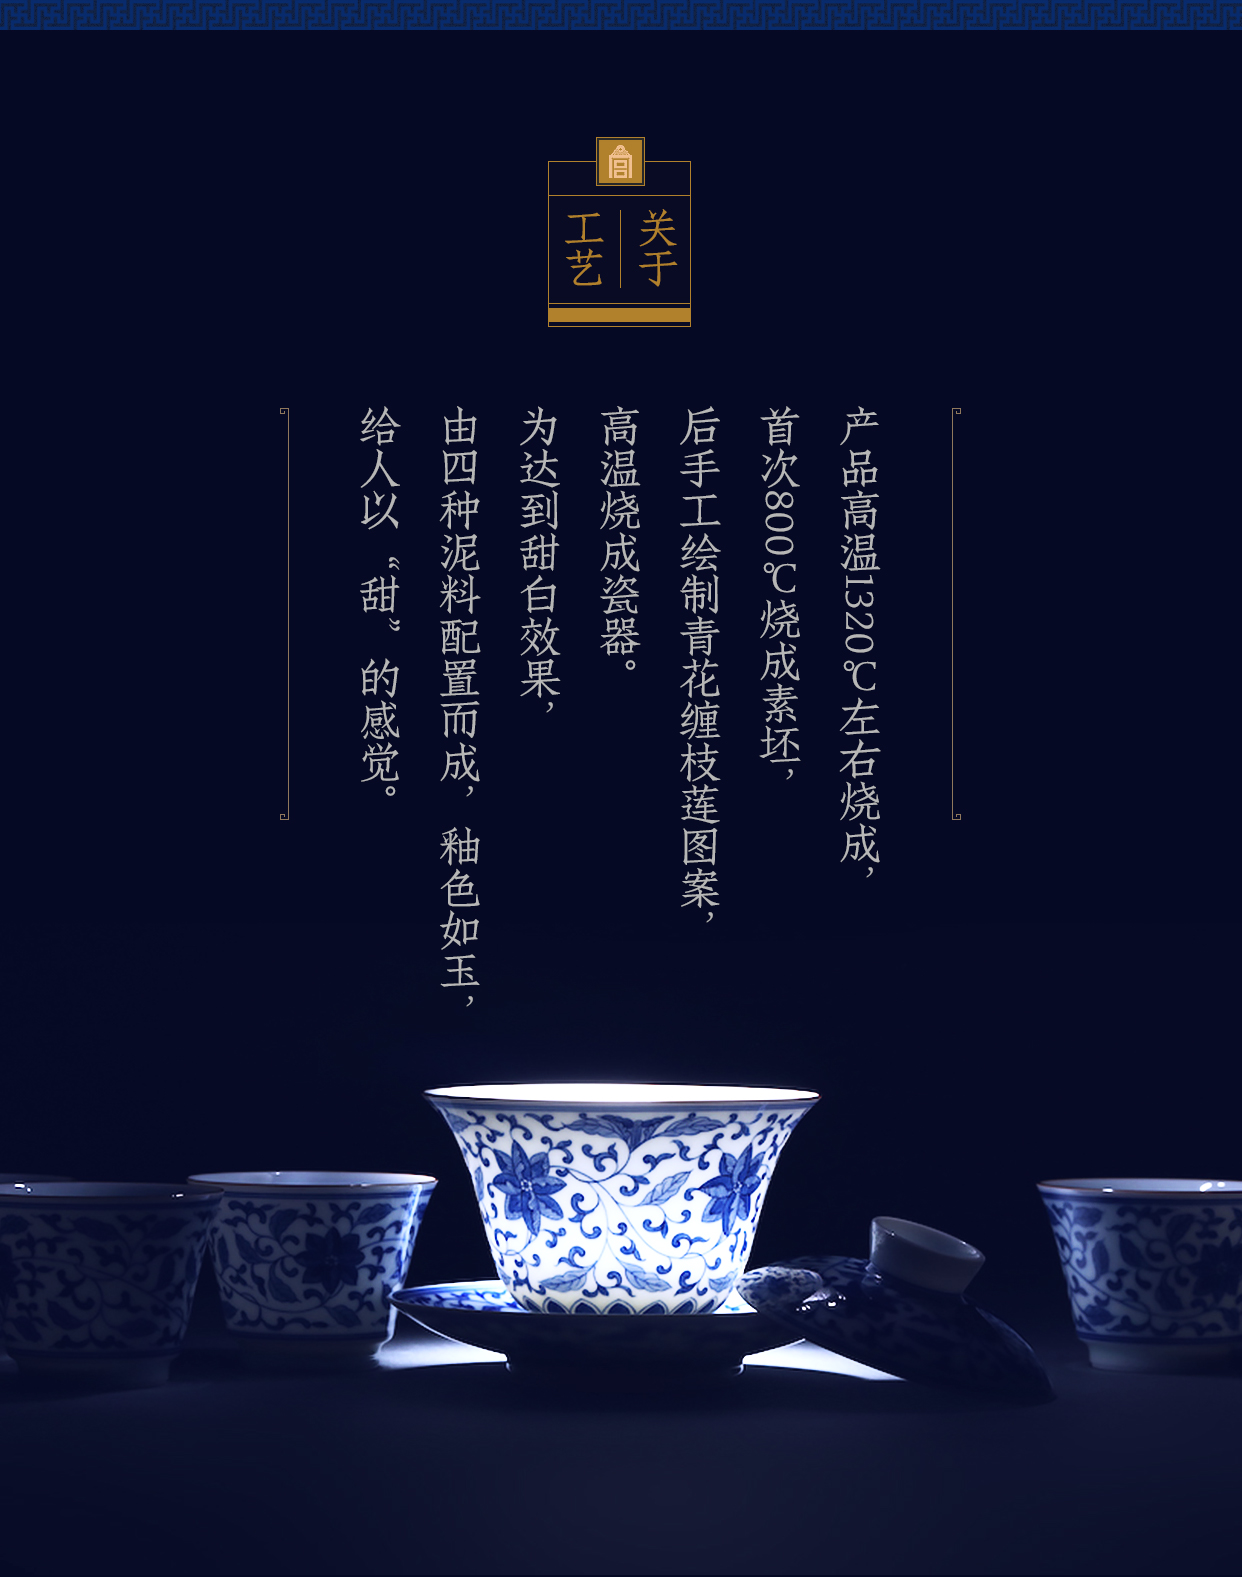 关于
工艺
产品高温1320℃左右烧成，
首次800℃烧成素坯，
后手工绘制青花缠枝莲图案，
高温烧成瓷器。
为达到甜白效果，
由四种泥料配置而成，釉色如玉，
给人以“甜”的感觉。